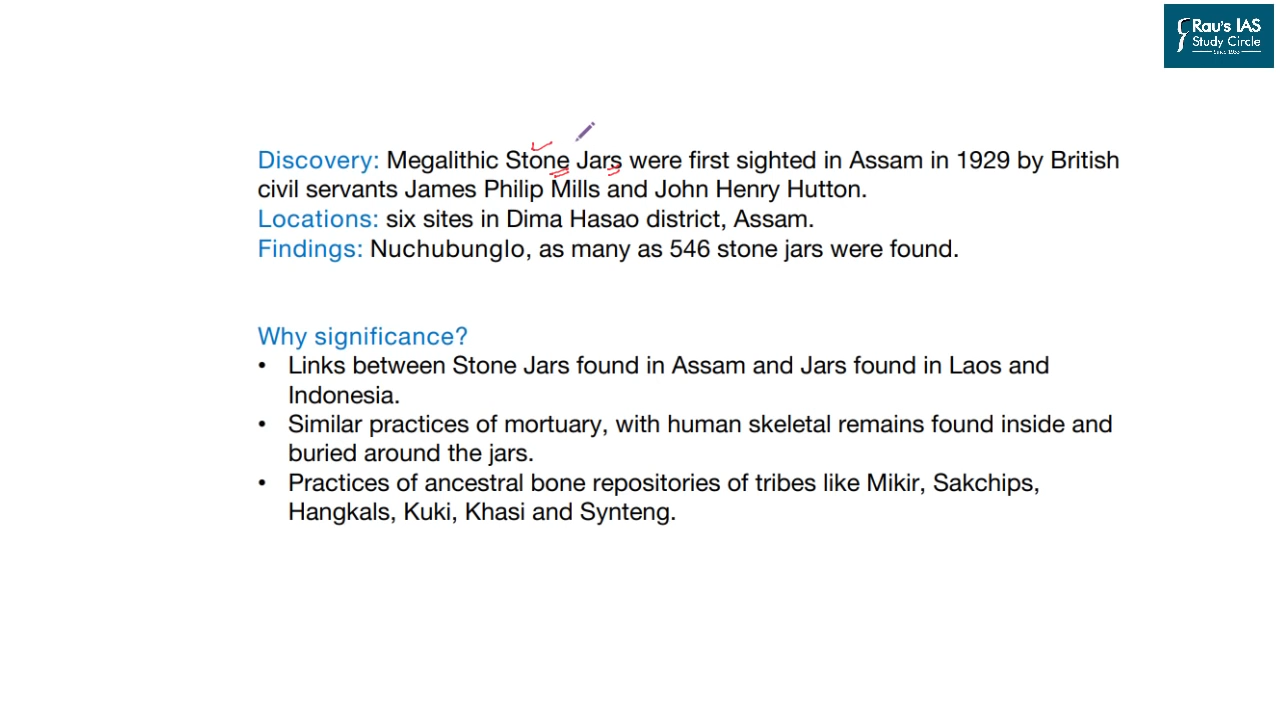 Rau's IAS
Study Circle
Since 1953
Discovery: Megalithic Stone Jars were first sighted in Assam in 1929 by British
civil servants James Philip Mills and John Henry Hutton.
Locations: six sites in Dima Hasao district, Assam.
Findings: Nuchubunglo, as many as 546 stone jars were found.
Why significance?
• Links between Stone Jars found in Assam and Jars found in Laos and
Indonesia.
• Similar practices of mortuary, with human skeletal remains found inside and
buried around the jars.
• Practices of ancestral bone repositories of tribes like Mikir, Sakchips,
Hangkals, Kuki, Khasi and Synteng.